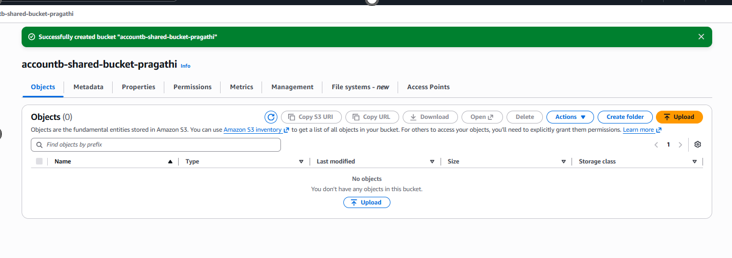 tb-shared-bucket-pragathi
Successfully created bucket "accountb-shared-bucket-pragathi"
accountb-shared-bucket-pragathi Info
Objects Metadata Properties Permissions Metrics Management File systems - new Access Points
Objects (0) Copy S3 URI Copy URL Download Open Delete Actions Create folder Upload
Objects are the fundamental entities stored in Amazon S3. You can use Amazon S3 inventory to get a list of all objects in your bucket. For others to access your objects, you'll need to explicitly grant them permissions. Learn more
Find objects by prefix 1
Name Type Last modified Size Storage class
No objects
You don't have any objects in this bucket.
Upload